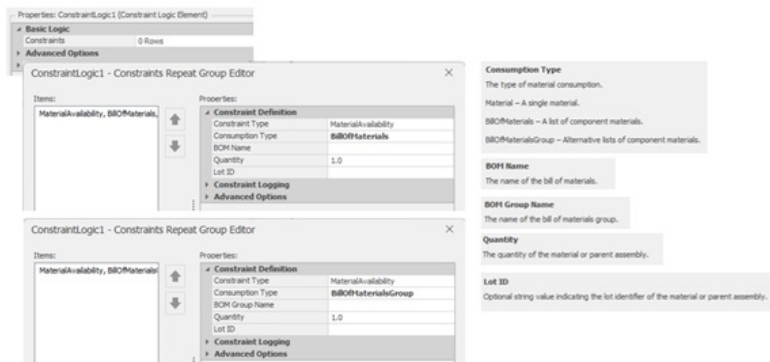 Properties: ConstraintLogic1 (Constraint Logic Element)
Basic Logic
Constraints 0 Rows
Advanced Options
ConstraintLogic1 - Constraints Repeat Group Editor
Items:
Properties:
MaterialAvailability, BillOfMaterials,
Constraint Definition
Constraint Type MaterialAvailability
Consumption Type BillOfMaterials
BOM Name
Quantity 1.0
Lot ID
Constraint Logging
Advanced Options
ConstraintLogic1 - Constraints Repeat Group Editor
Items:
Properties:
MaterialAvailability, BillOfMaterials
Constraint Definition
Constraint Type MaterialAvailability
Consumption Type BillOfMaterialsGroup
BOM Group Name
Quantity 1.0
Lot ID
Constraint Logging
Advanced Options
Consumption Type
The type of material consumption.
Material – A single material.
BillOfMaterials – A list of component materials.
BillOfMaterialsGroup – Alternative lists of component materials.
BOM Name
The name of the bill of materials.
BOM Group Name
The name of the bill of materials group.
Quantity
The quantity of the material or parent assembly.
Lot ID
Optional string value indicating the lot identifier of the material or parent assembly.